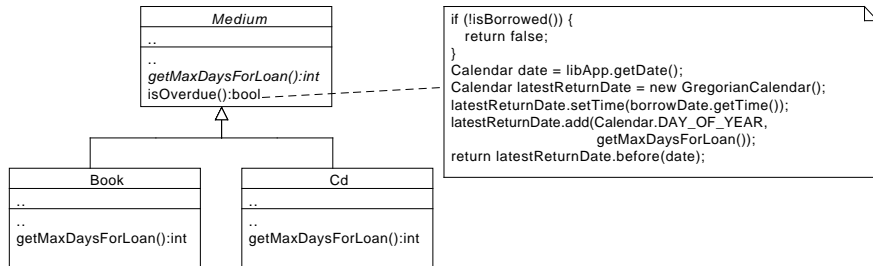 Medium
..
..
getMaxDaysForLoan():int
isOverdue():bool
if (!isBorrowed()) {
return false;
}
Calendar date = libApp.getDate();
Calendar latestReturnDate = new GregorianCalendar();
latestReturnDate.setTime(borrowDate.getTime());
latestReturnDate.add(Calendar.DAY_OF_YEAR,
getMaxDaysForLoan());
return latestReturnDate.before(date);
Book
..
..
getMaxDaysForLoan():int
Cd
..
..
getMaxDaysForLoan():int